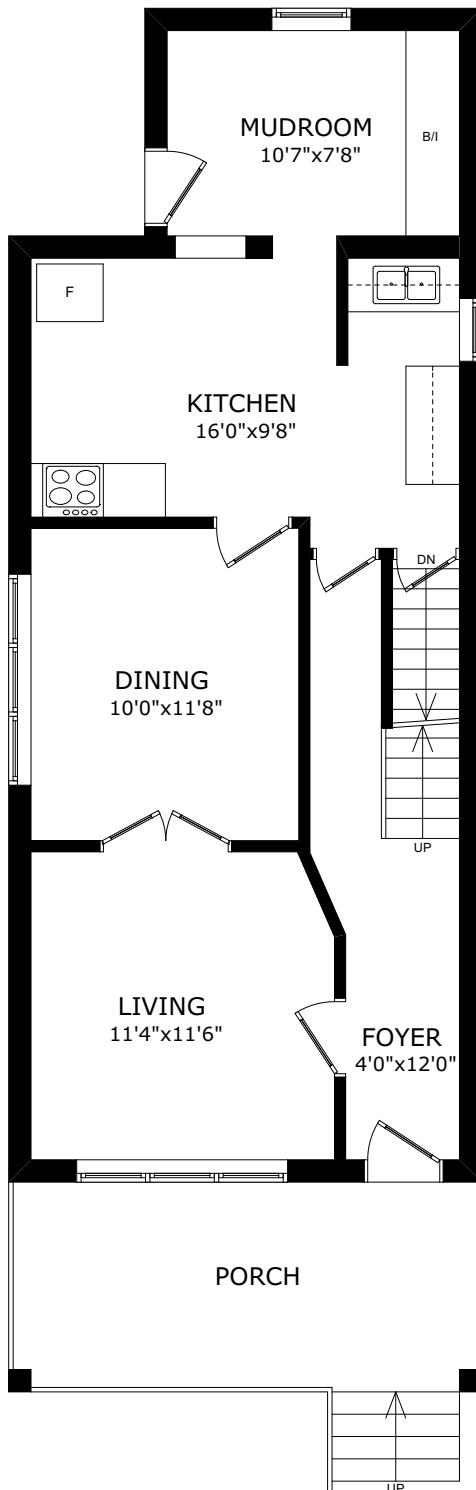 MUDROOM
10'7"x7'8"
B/I
F
KITCHEN
16'0"x9'8"
DN
DINING
10'0"x11'8"
UP
LIVING
11'4"x11'6"
FOYER
4'0"x12'0"
PORCH
UP